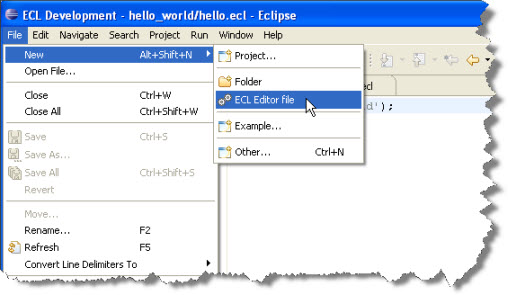 ECL Development - hello_world/hello.ecl - Eclipse
File Edit Navigate Search Project Run Window Help
New Alt+Shift+N
Open File...
Close Ctrl+W
Close All Ctrl+Shift+W
Save Ctrl+S
Save As...
Save All Ctrl+Shift+S
Revert
Move...
Rename... F2
Refresh F5
Convert Line Delimiters To
Project...
Folder
ECL Editor file
Example...
Other... Ctrl+N
ed
d');